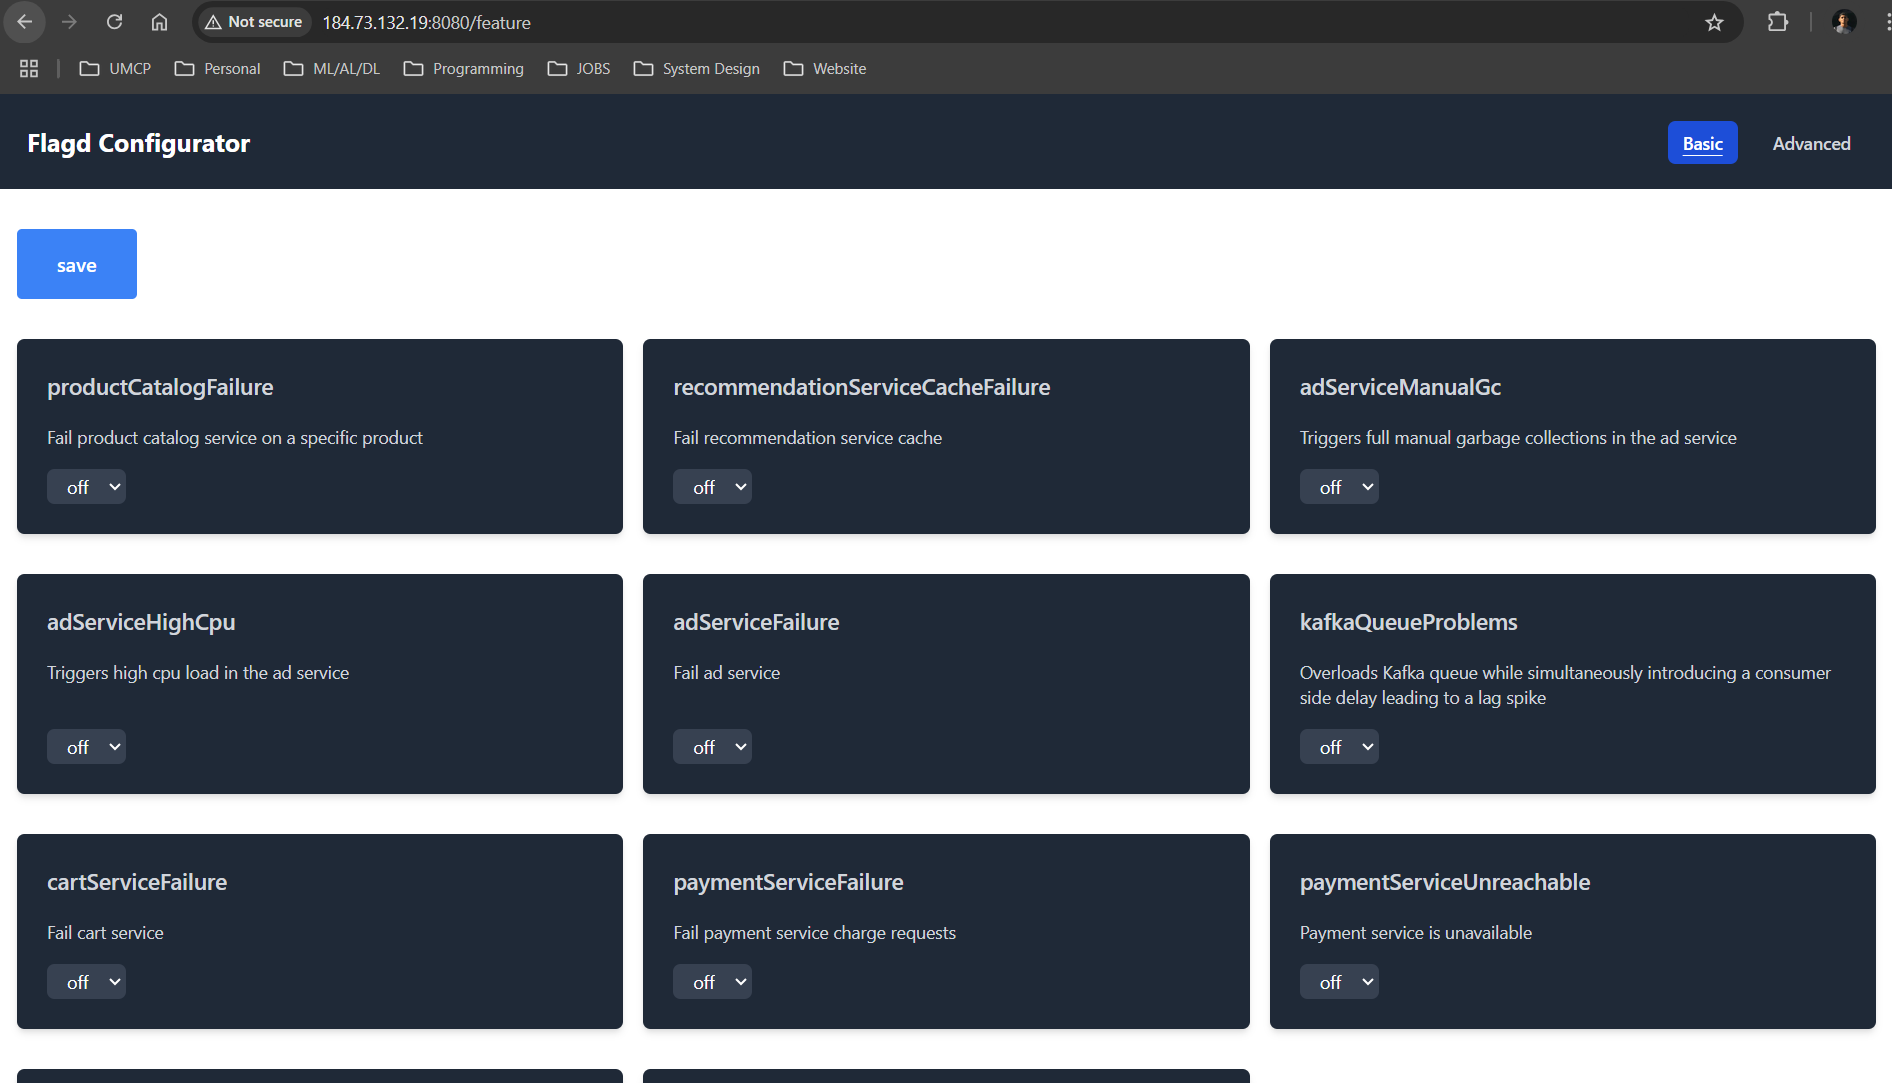 Not secure 184.73.132.19:8080/feature
UMCP Personal ML/AL/DL Programming JOBS System Design Website
Flagd Configurator Basic Advanced
save
productCatalogFailure
Fail product catalog service on a specific product
off
recommendationServiceCacheFailure
Fail recommendation service cache
off
adServiceManualGc
Triggers full manual garbage collections in the ad service
off
adServiceHighCpu
Triggers high cpu load in the ad service
off
adServiceFailure
Fail ad service
off
kafkaQueueProblems
Overloads Kafka queue while simultaneously introducing a consumer
side delay leading to a lag spike
off
cartServiceFailure
Fail cart service
off
paymentServiceFailure
Fail payment service charge requests
off
paymentServiceUnreachable
Payment service is unavailable
off